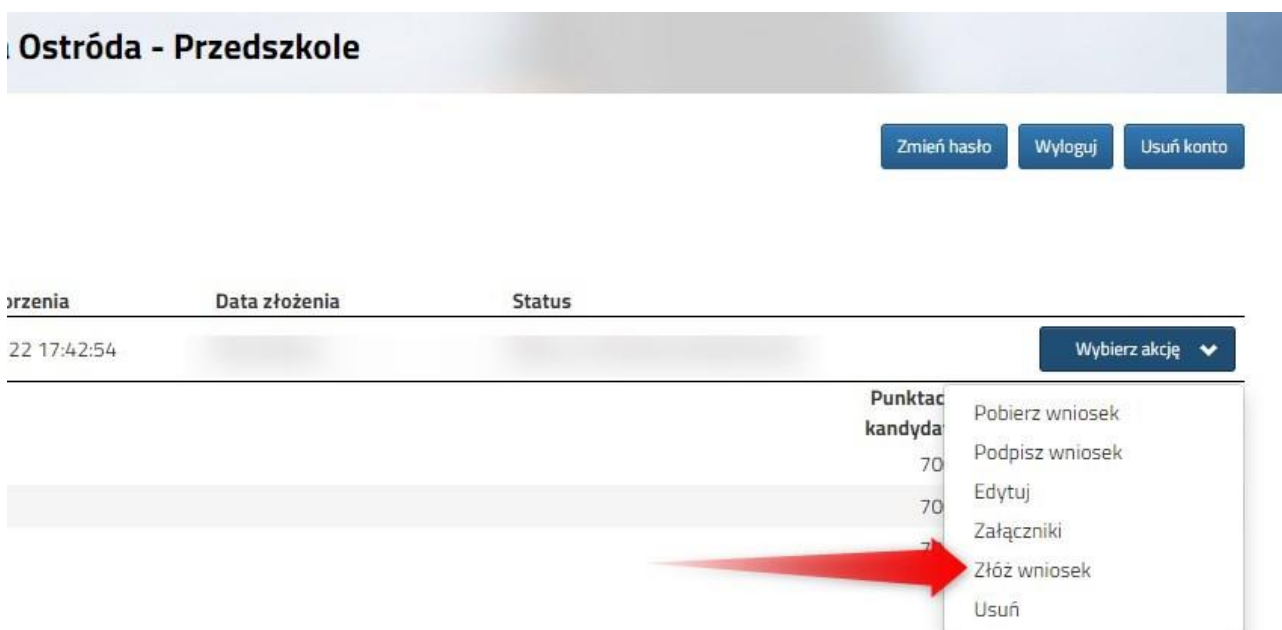 Ostróda - Przedszkole
Zmień hasło Wyloguj Usuń konto
Data złożenia Status
22 17:42:54
Wybierz akcję
Pobierz wniosek
Podpisz wniosek
Edytuj
Załączniki
Złóż wniosek
Usuń